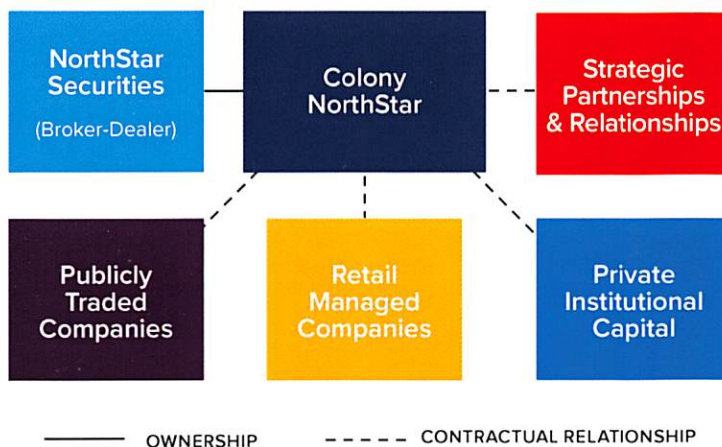 NorthStar
Securities
(Broker-Dealer)
Colony
NorthStar
Strategic
Partnerships
& Relationships
Publicly
Traded
Companies
Retail
Managed
Companies
Private
Institutional
Capital
OWNERSHIP
CONTRACTUAL RELATIONSHIP